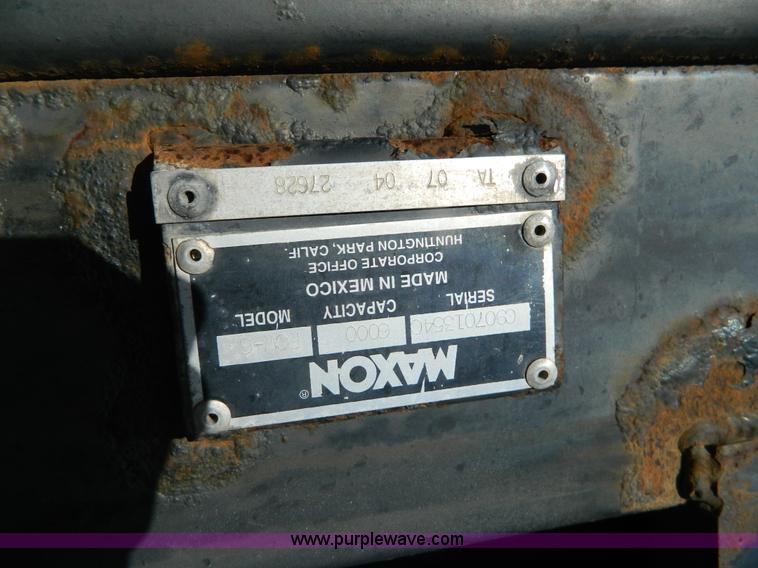 MAXON®
C90701354C 6000
SERIAL CAPACITY MODEL
MADE IN MEXICO
CORPORATE OFFICE
HUNTINGTON PARK, CALIF.
TA 07 04 27628
www.purplewave.com